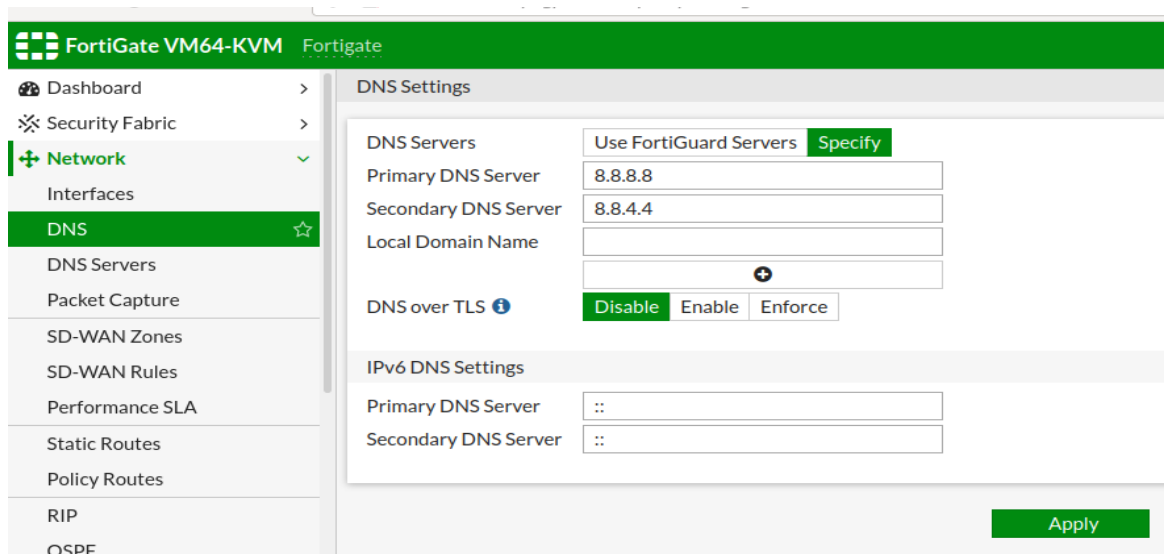 FortiGate VM64-KVM Fortigate
Dashboard
Security Fabric
Network
Interfaces
DNS
DNS Servers
Packet Capture
SD-WAN Zones
SD-WAN Rules
Performance SLA
Static Routes
Policy Routes
RIP
OSPF
DNS Settings
DNS Servers Use FortiGuard Servers Specify
Primary DNS Server 8.8.8.8
Secondary DNS Server 8.8.4.4
Local Domain Name
DNS over TLS Disable Enable Enforce
IPv6 DNS Settings
Primary DNS Server ::
Secondary DNS Server ::
Apply